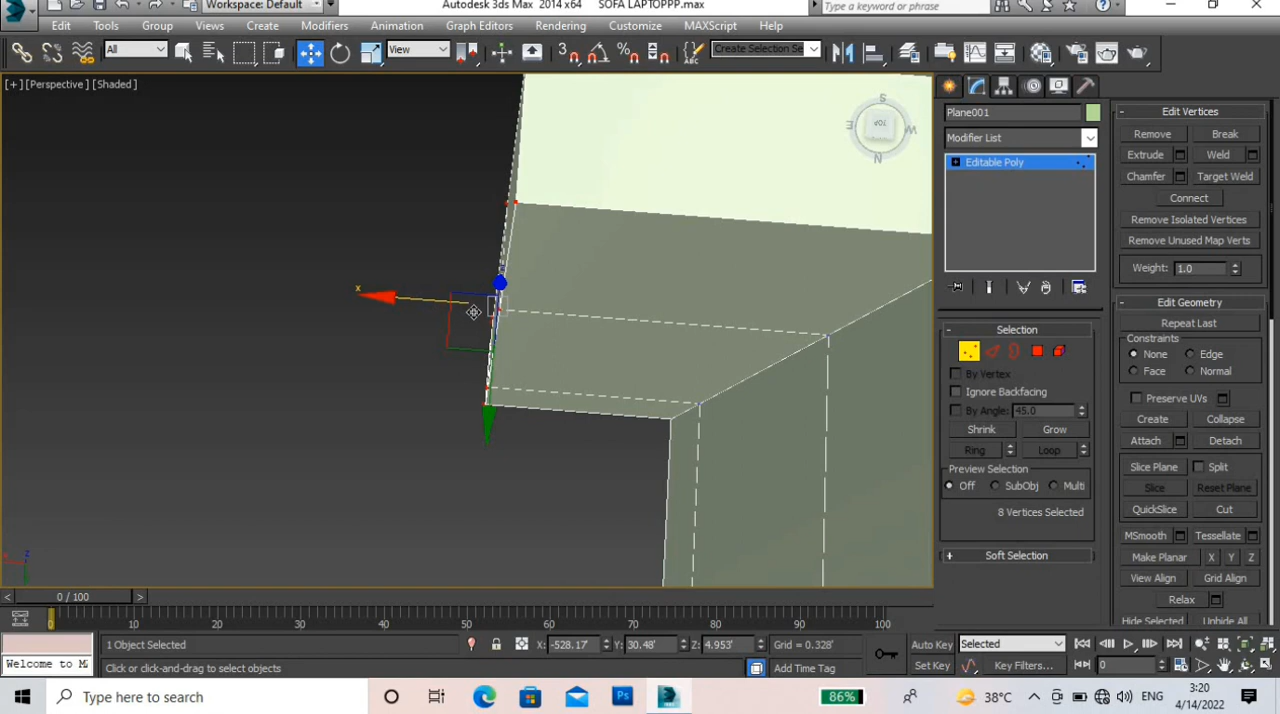 Workspace: Default
Autodesk 3ds Max 2014 x64
SOFA LAPTOPPP.max
Type a keyword or phrase
Edit Tools Group Views Create Modifiers Animation Graph Editors Rendering Customize MAXScript Help
All
View
Create Selection Se
[+] [Perspective] [Shaded]
S
E
W
N
TOP
x
x
z
Plane001
Modifier List
Editable Poly
Selection
By Vertex
Ignore Backfacing
By Angle: 45.0
Shrink Grow
Ring Loop
Preview Selection
Off SubObj Multi
8 Vertices Selected
Soft Selection
Edit Vertices
Remove Break
Extrude Weld
Chamfer Target Weld
Connect
Remove Isolated Vertices
Remove Unused Map Verts
Weight: 1.0
Edit Geometry
Repeat Last
Constraints
None Edge
Face Normal
Preserve UVs
Create Collapse
Attach Detach
Slice Plane Split
Slice Reset Plane
QuickSlice Cut
MSmooth Tessellate
Make Planar X Y Z
View Align Grid Align
Relax
Hide Selected Unhide All
0 / 100
0 10 20 30 40 50 60 70 80 90 100
Welcome to M
1 Object Selected
Click or click-and-drag to select objects
X: -528.17' Y: 30.48' Z: 4.953' Grid = 0.328'
Add Time Tag
Auto Key Selected
Set Key Key Filters... 0
Type here to search
Ps
86%
38°C
ENG
3:20
4/14/2022